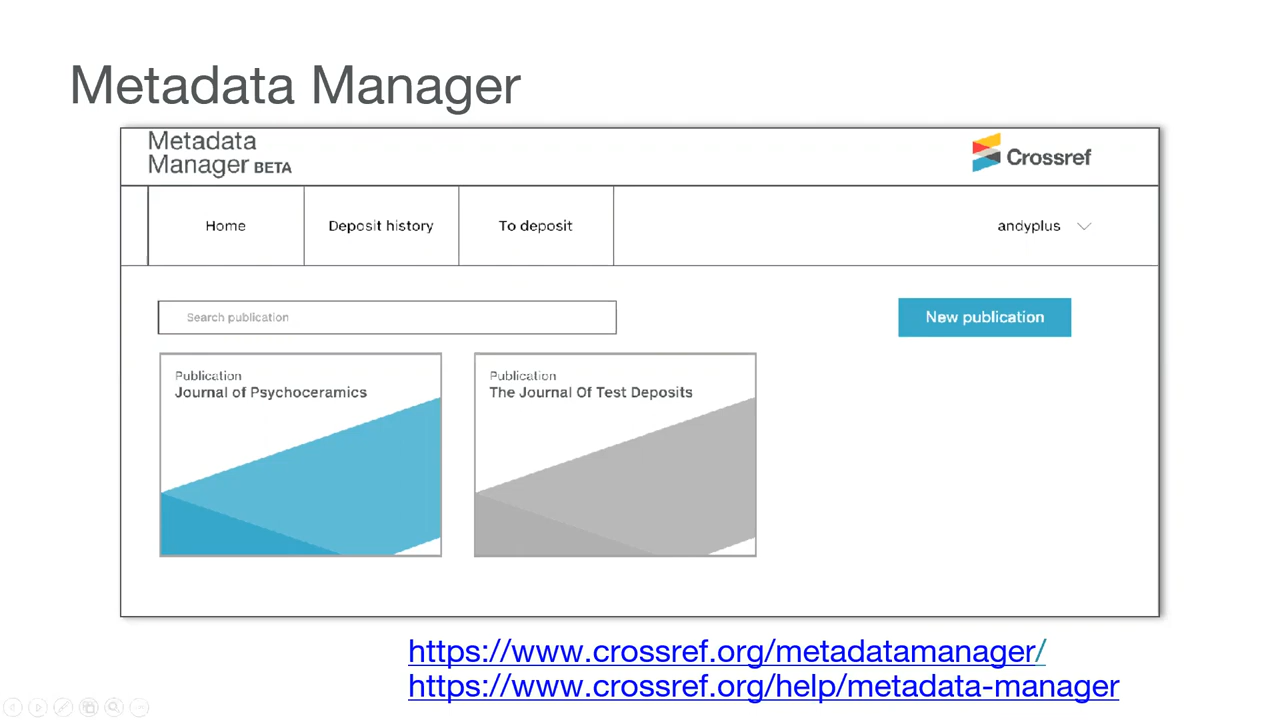 Metadata Manager
Metadata
Manager BETA
Crossref
Home
Deposit history
To deposit
andyplus
Search publication
New publication
Publication
Journal of Psychoceramics
Publication
The Journal Of Test Deposits
https://www.crossref.org/metadatamanager/
https://www.crossref.org/help/metadata-manager